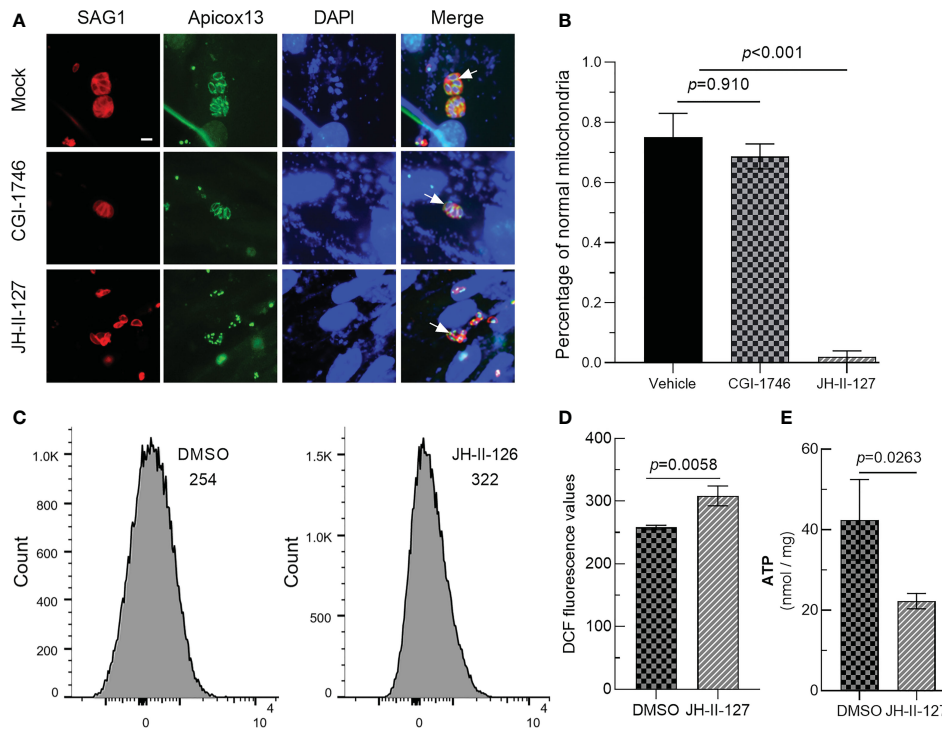 A
SAG1 Apicox13 DAPI Merge
Mock
CGI-1746
JH-II-127
B
Percentage of normal mitochondria
1.0
0.8
0.6
0.4
0.2
0.0
p<0.001
p=0.910
Vehicle CGI-1746 JH-II-127
C
Count
1.0K
800
600
400
200
0
DMSO
254
0 10 4
Count
1.5K
1.0K
500
0
JH-II-126
322
0 10 4
D
DCF fluorescence values
400
300
200
100
0
p=0.0058
DMSO JH-II-127
E
ATP
(nmol / mg)
60
40
20
0
p=0.0263
DMSO JH-II-127